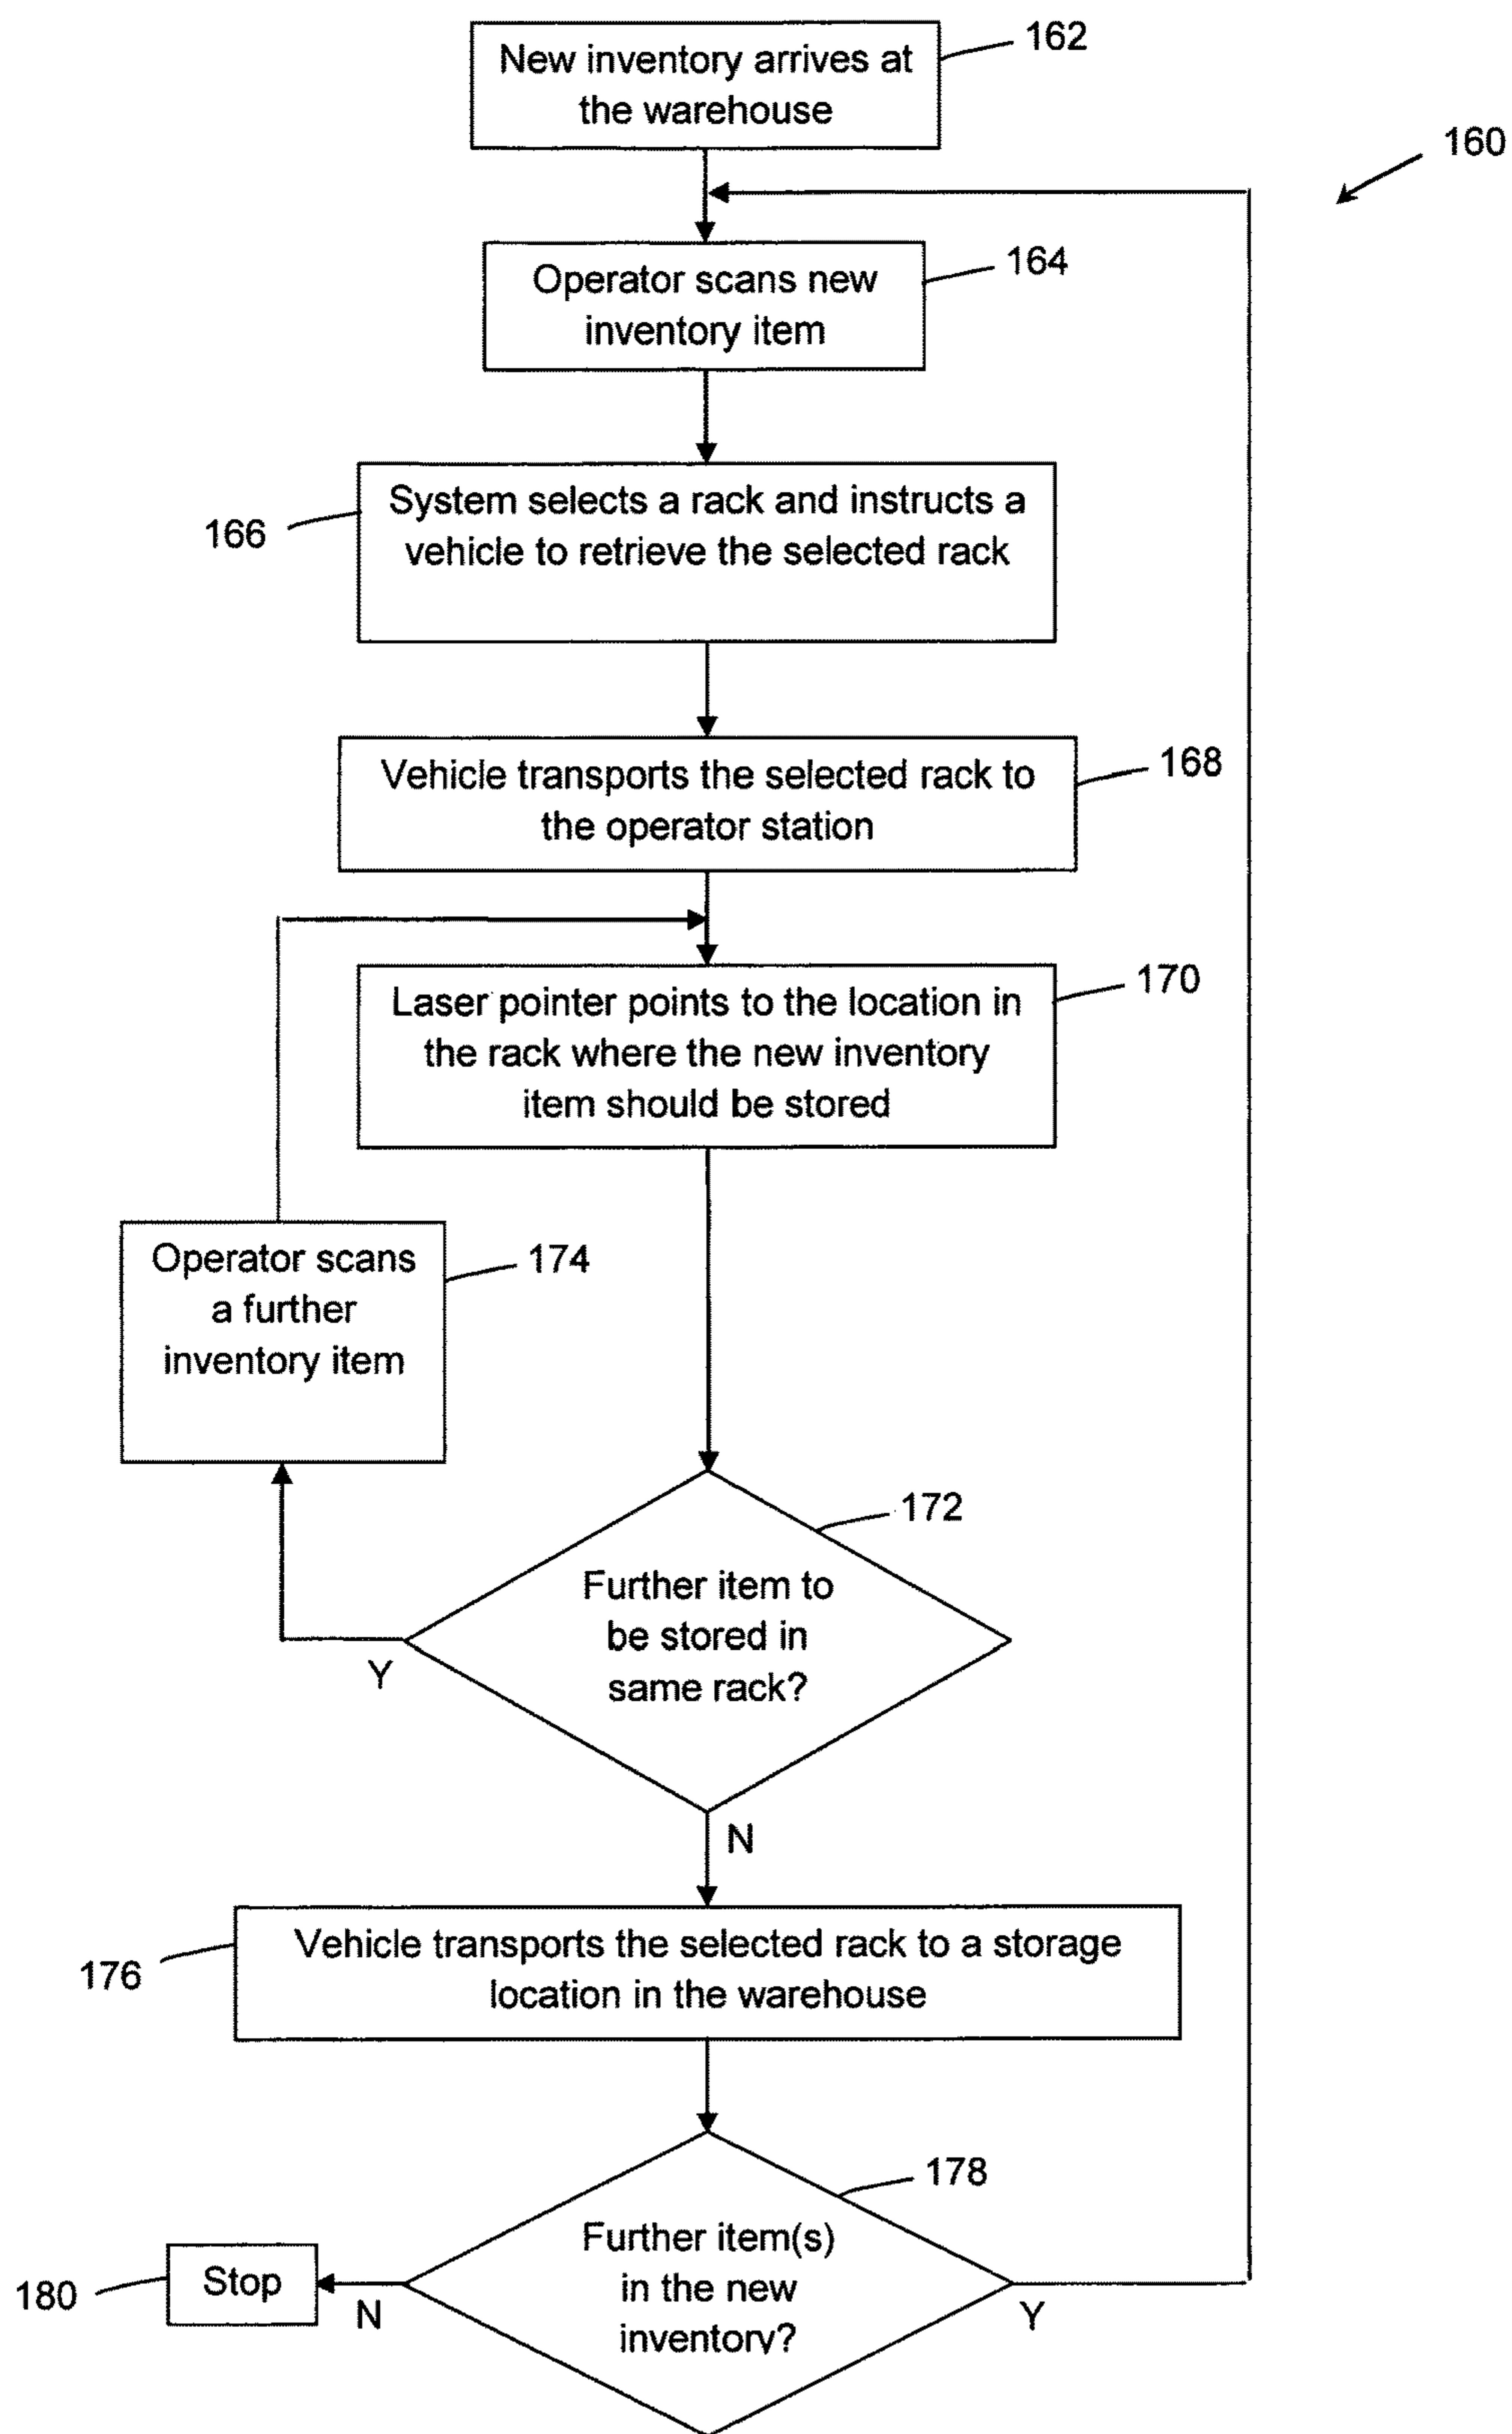 New inventory arrives at
the warehouse
162
160
Operator scans new
inventory item
164
System selects a rack and instructs a
vehicle to retrieve the selected rack
166
Vehicle transports the selected rack to
the operator station
168
Laser pointer points to the location in
the rack where the new inventory
item should be stored
170
Operator scans
a further
inventory item
174
172
Further item to
be stored in
same rack?
Y
N
Vehicle transports the selected rack to a storage
location in the warehouse
176
178
Further item(s)
in the new
inventory?
Stop
180
N
Y